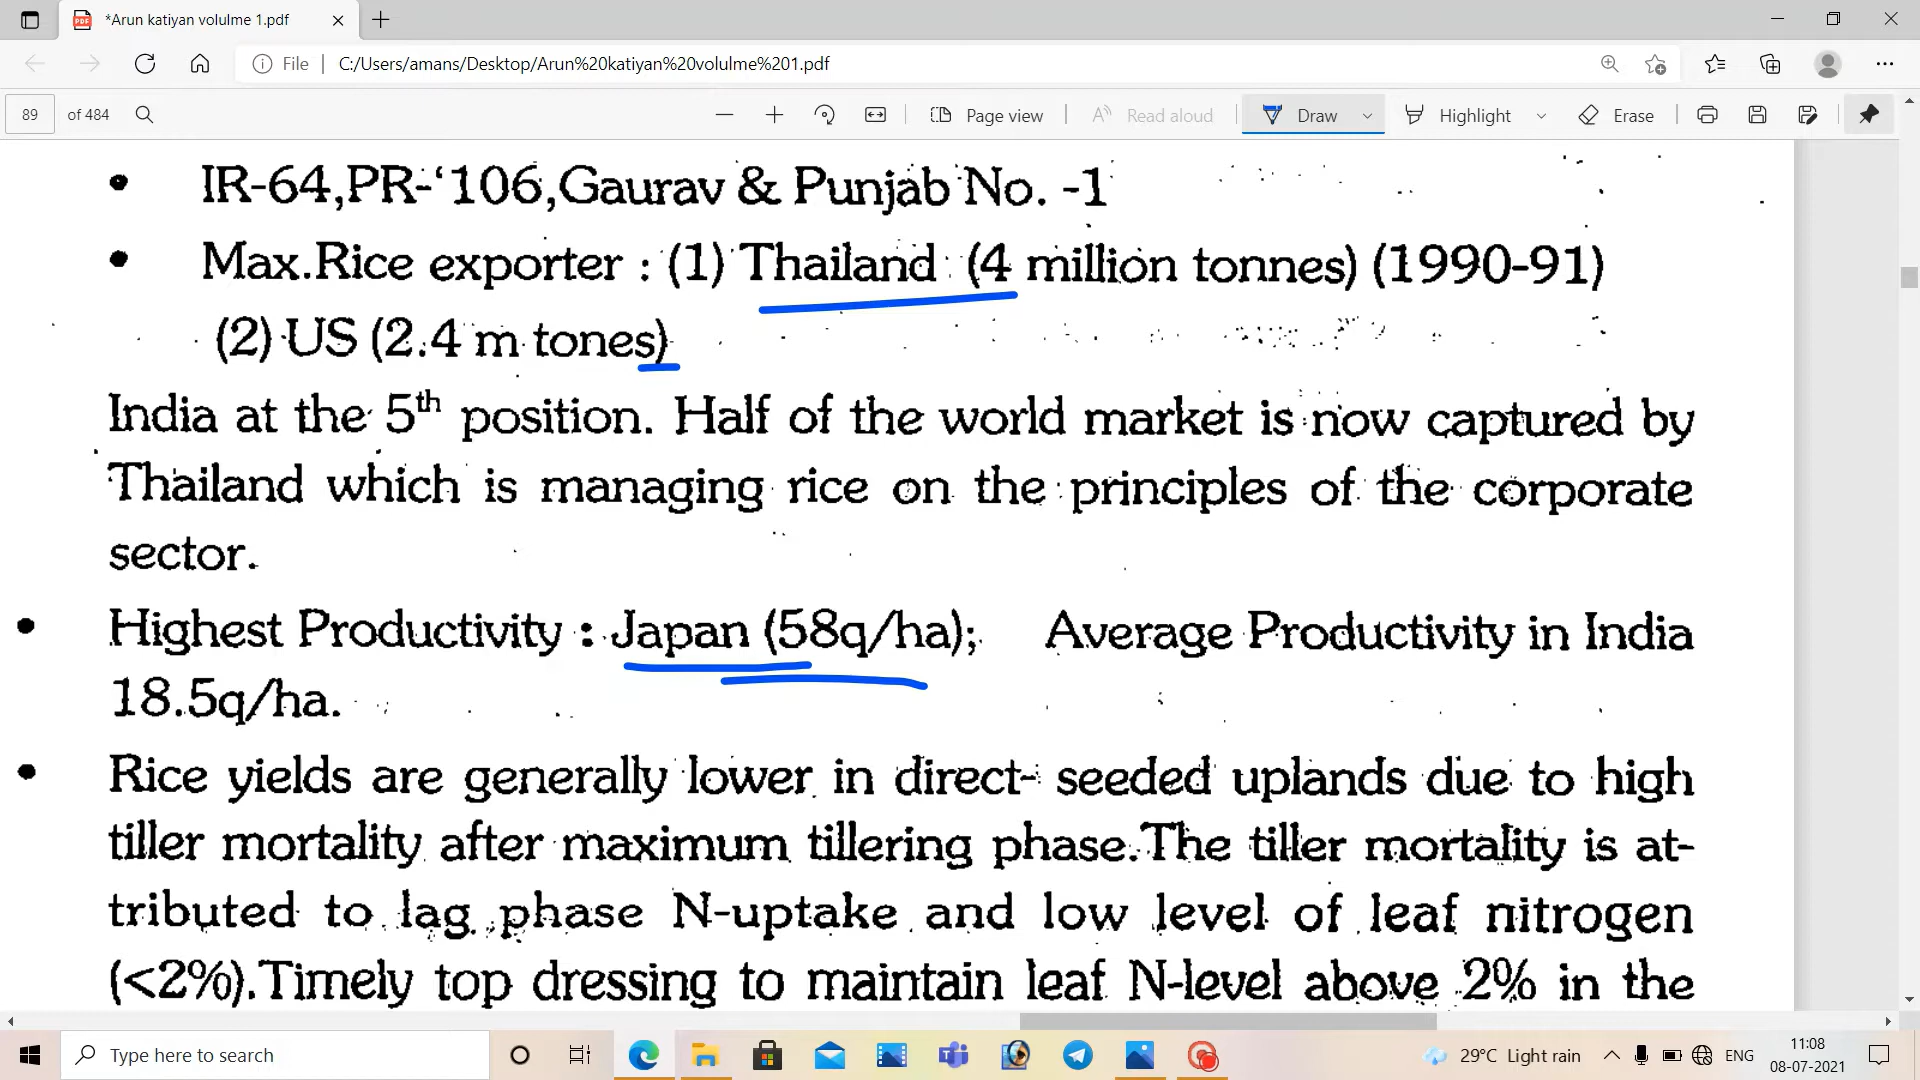 *Arun katiyan volulme 1.pdf
File
C:/Users/amans/Desktop/Arun%20katiyan%20volulme%201.pdf
89 of 484
Page view
Read aloud
Draw
Highlight
Erase
• IR-64,PR-‘106,Gaurav & Punjab No. -1
• Max.Rice exporter : (1) Thailand (4 million tonnes) (1990-91)
(2) US (2.4 m tones)
India at the 5th position. Half of the world market is now captured by
Thailand which is managing rice on the principles of the corporate
sector.
• Highest Productivity : Japan (58q/ha); Average Productivity in India
18.5q/ha.
• Rice yields are generally lower in direct- seeded uplands due to high
tiller mortality after maximum tillering phase.The tiller mortality is at-
tributed to lag phase N-uptake and low level of leaf nitrogen
(<2%).Timely top dressing to maintain leaf N-level above 2% in the
Type here to search
29°C Light rain
ENG
11:08
08-07-2021